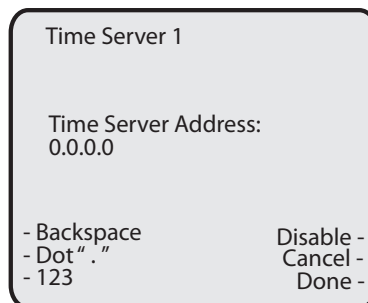 Time Server 1
Time Server Address:
0.0.0.0
- Backspace
Disable -
- Dot “ . ”
Cancel -
- 123
Done -